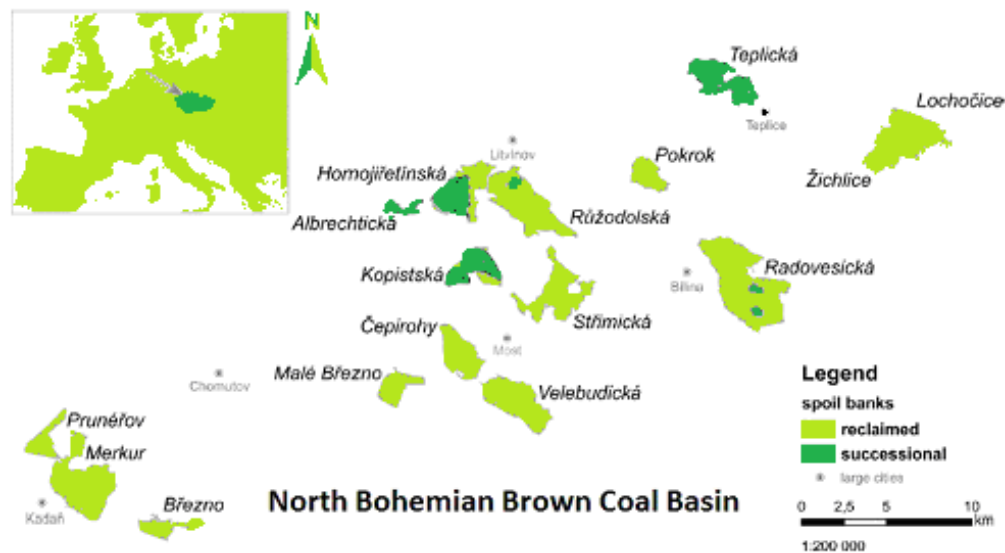 N
Teplická
Teplice
Lochočice
Žichlice
Litvínov
Pokrok
Hornojiřetínská
Albrechtická
Růžodolská
Kopistská
Bílina
Radovesická
Střimická
Čepirohy
Most
Malé Březno
Chomutov
Velebudická
Prunéřov
Merkur
Kadaň
Březno
North Bohemian Brown Coal Basin
Legend
spoil banks
reclaimed
successional
large cities
0 2,5 5 10
km
1:200 000